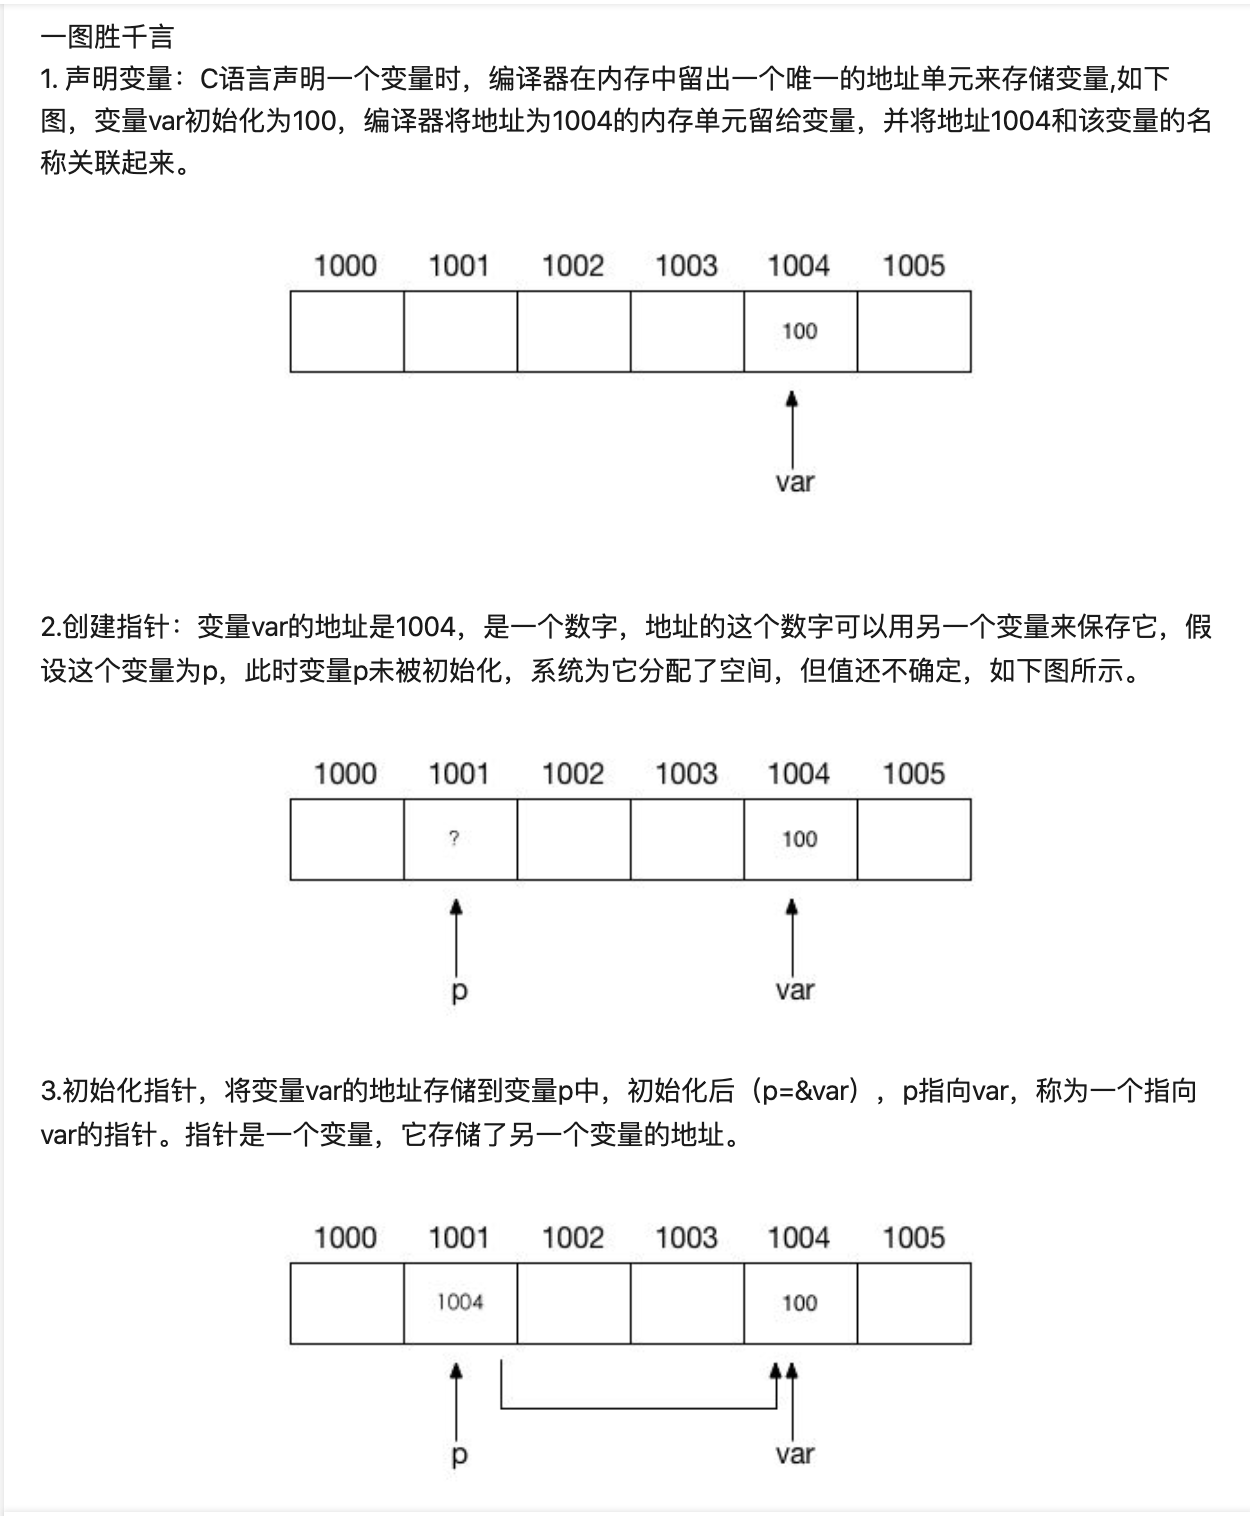 一图胜千言
1. 声明变量：C语言声明一个变量时，编译器在内存中留出一个唯一的地址单元来存储变量,如下
图，变量var初始化为100，编译器将地址为1004的内存单元留给变量，并将地址1004和该变量的名
称关联起来。
1000 1001 1002 1003 1004 1005
100
var
2.创建指针：变量var的地址是1004，是一个数字，地址的这个数字可以用另一个变量来保存它，假
设这个变量为p，此时变量p未被初始化，系统为它分配了空间，但值还不确定，如下图所示。
1000 1001 1002 1003 1004 1005
? 100
p var
3.初始化指针，将变量var的地址存储到变量p中，初始化后（p=&var），p指向var，称为一个指向
var的指针。指针是一个变量，它存储了另一个变量的地址。
1000 1001 1002 1003 1004 1005
1004 100
p var